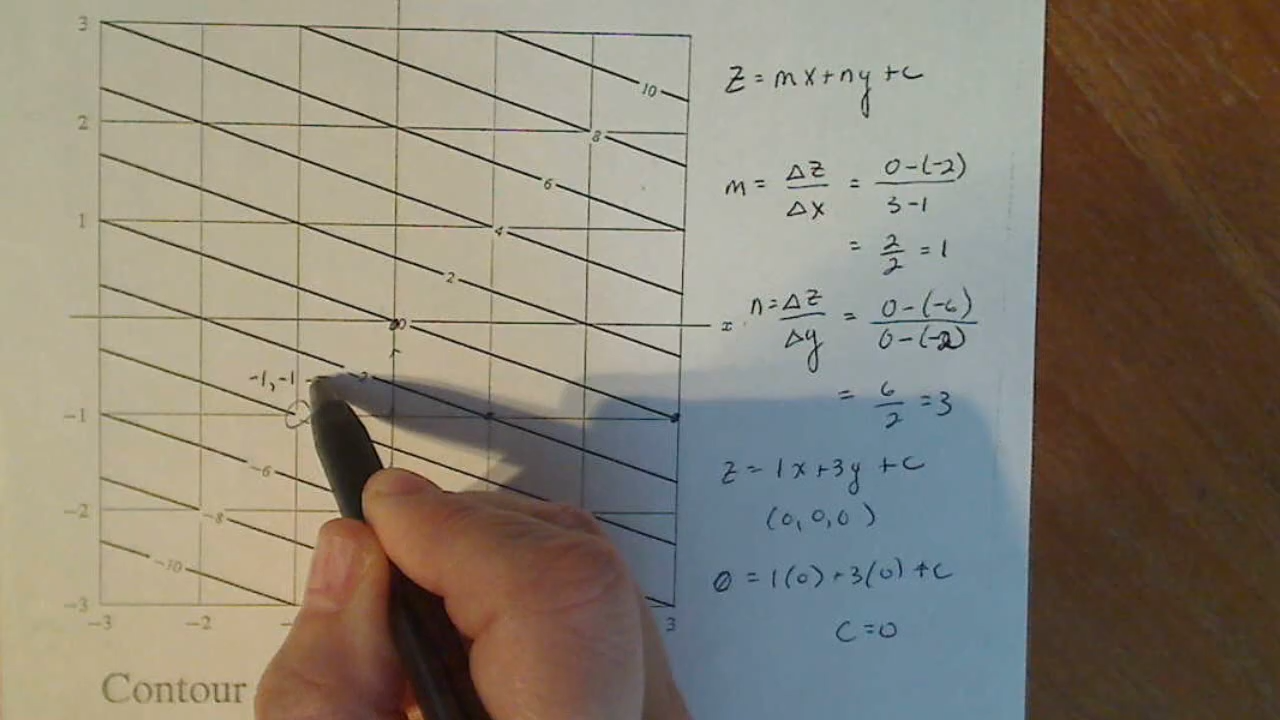 3
2
1
-1
-2
-3
-3
-2
3
10
8
6
4
2
0
-2
-6
-8
-10
x
-1,-1
Contour
Z = mx+ny+c
m = ΔZ/ΔX = 0-(-2)/3-1
= 2/2 = 1
n = ΔZ/Δy = 0-(-6)/0-(-2)
= 6/2 = 3
Z = 1x+3y+c
(0,0,0)
0 = 1(0)+3(0)+c
C=0